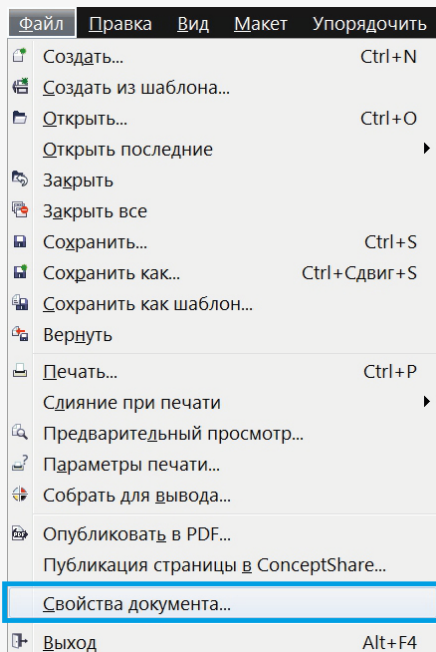 Файл Правка Вид Макет Упорядочить
Создать... Ctrl+N
Создать из шаблона...
Открыть... Ctrl+O
Открыть последние
Закрыть
Закрыть все
Сохранить... Ctrl+S
Сохранить как... Ctrl+Сдвиг+S
Сохранить как шаблон...
Вернуть
Печать... Ctrl+P
Слияние при печати
Предварительный просмотр...
Параметры печати...
Собрать для вывода...
Опубликовать в PDF...
Публикация страницы в ConceptShare...
Свойства документа...
Выход Alt+F4